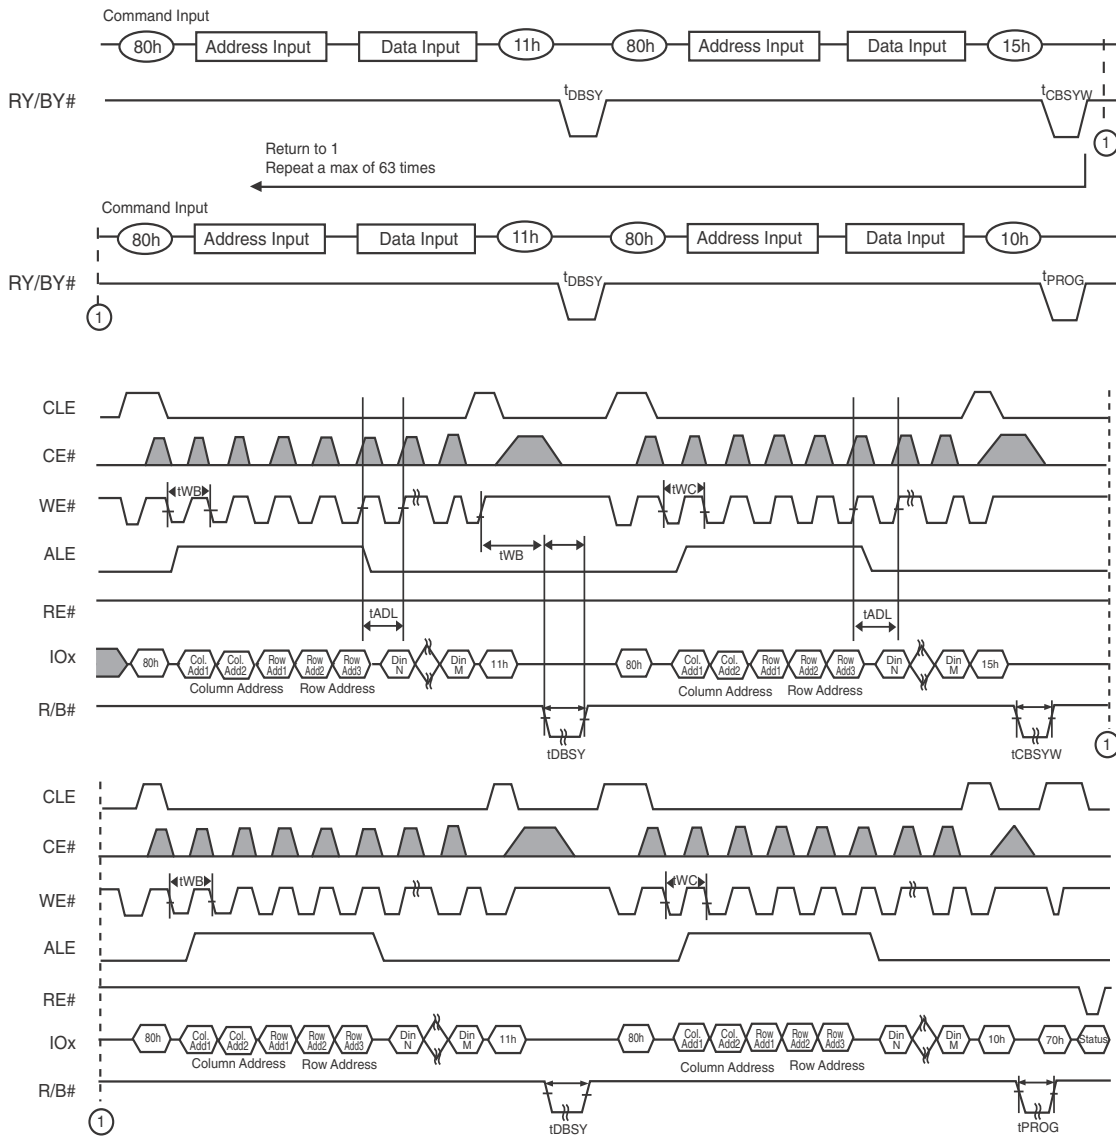 Command Input
80h Address Input Data Input 11h 80h Address Input Data Input 15h
RY/BY# tDBSY tCBSYW
1
Return to 1
Repeat a max of 63 times
Command Input
80h Address Input Data Input 11h 80h Address Input Data Input 10h
RY/BY# tDBSY tPROG
1
CLE
CE#
WE# tWB tWC
ALE tWB
RE# tADL tADL
IOx 80h Col. Add1 Col. Add2 Row Add1 Row Add2 Row Add3 Din N Din M 11h 80h Col. Add1 Col. Add2 Row Add1 Row Add2 Row Add3 Din N Din M 15h
Column Address Row Address Column Address Row Address
R/B#
tDBSY tCBSYW 1
CLE
CE#
WE# tWB tWC
ALE
RE#
IOx 80h Col. Add1 Col. Add2 Row Add1 Row Add2 Row Add3 Din N Din M 11h 80h Col. Add1 Col. Add2 Row Add1 Row Add2 Row Add3 Din N Din M 10h 70h Status
Column Address Row Address Column Address Row Address
R/B#
1 tDBSY tPROG